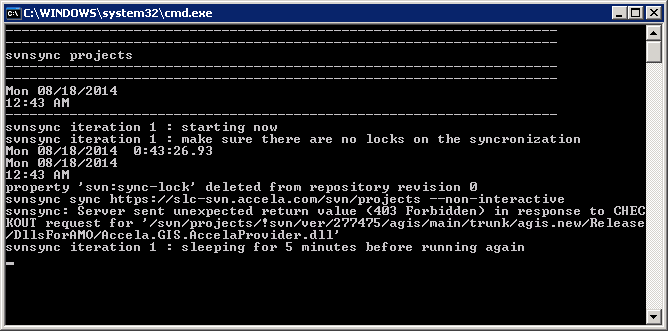 C:\WINDOWS\system32\cmd.exe
--------------------------------------------------------------------
--------------------------------------------------------------------
svnsync projects
--------------------------------------------------------------------
--------------------------------------------------------------------
Mon 08/18/2014
12:43 AM
--------------------------------------------------------------------
svnsync iteration 1 : starting now
svnsync iteration 1 : make sure there are no locks on the syncronization
Mon 08/18/2014  0:43:26.93
Mon 08/18/2014
12:43 AM
property 'svn:sync-lock' deleted from repository revision 0
svnsync sync https://slc-svn.accela.com/svn/projects --non-interactive
svnsync: Server sent unexpected return value (403 Forbidden) in response to CHEC
KOUT request for '/svn/projects/!svn/ver/277475/agis/main/trunk/agis.new/Release
/DllsForAMO/Accela.GIS.AccelaProvider.dll'
svnsync iteration 1 : sleeping for 5 minutes before running again